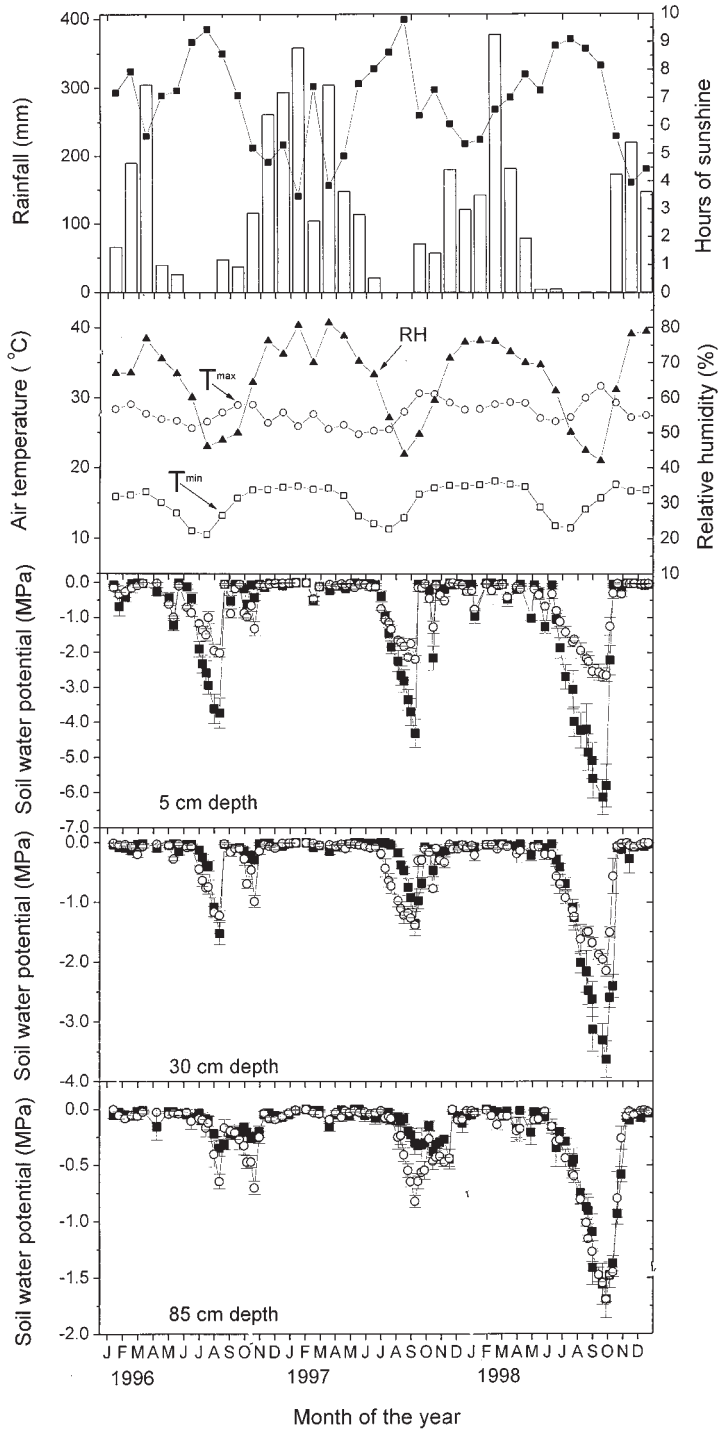 400
300
200
100
0
Rainfall (mm)
10
9
8
7
6
5
4
3
2
1
0
Hours of sunshine
40
30
20
10
Air temperature ( °C)
RH
Tmax
Tmin
80
70
60
50
40
30
20
10
Relative humidity (%)
0.0
-1.0
-2.0
-3.0
-4.0
-5.0
-6.0
-7.0
Soil water potential (MPa)
5 cm depth
0.0
-1.0
-2.0
-3.0
-4.0
Soil water potential (MPa)
30 cm depth
0.0
-0.5
-1.0
-1.5
-2.0
Soil water potential (MPa)
85 cm depth
J F M A M J J A S O N D J F M A M J J A S O N D J F M A M J J A S O N D
1996 1997 1998
Month of the year